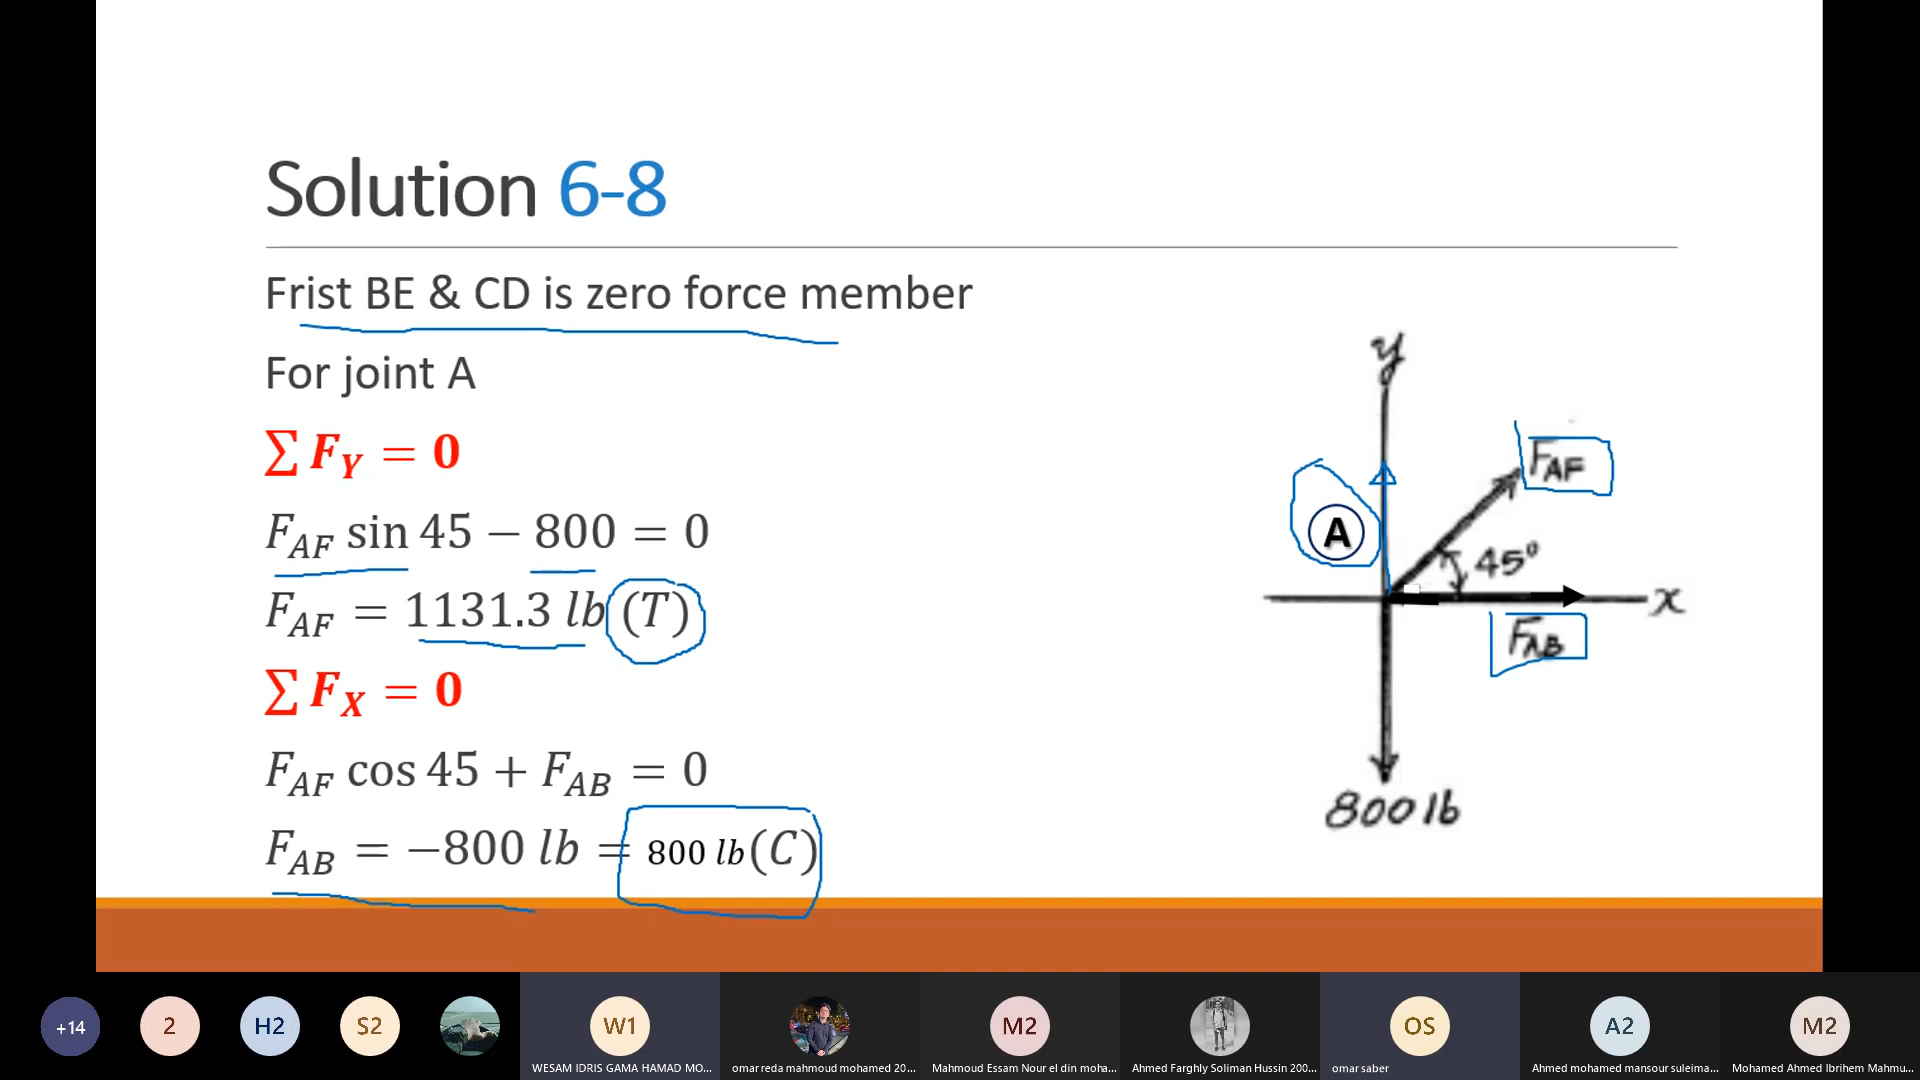 Solution 6-8
Frist BE & CD is zero force member
For joint A
∑ F_Y = 0
F_AF sin 45 − 800 = 0
F_AF = 1131.3 lb (T)
∑ F_X = 0
F_AF cos 45 + F_AB = 0
F_AB = −800 lb = 800 lb (C)
y
F_AF
A
45°
x
F_AB
800 lb
+14
2
H2
S2
W1
M2
OS
A2
M2
WESAM IDRIS GAMA HAMAD MO...
omar reda mahmoud mohamed 20...
Mahmoud Essam Nour el din moha...
Ahmed Farghly Soliman Hussin 200...
omar saber
Ahmed mohamed mansour suleima...
Mohamed Ahmed Ibrihem Mahmu...